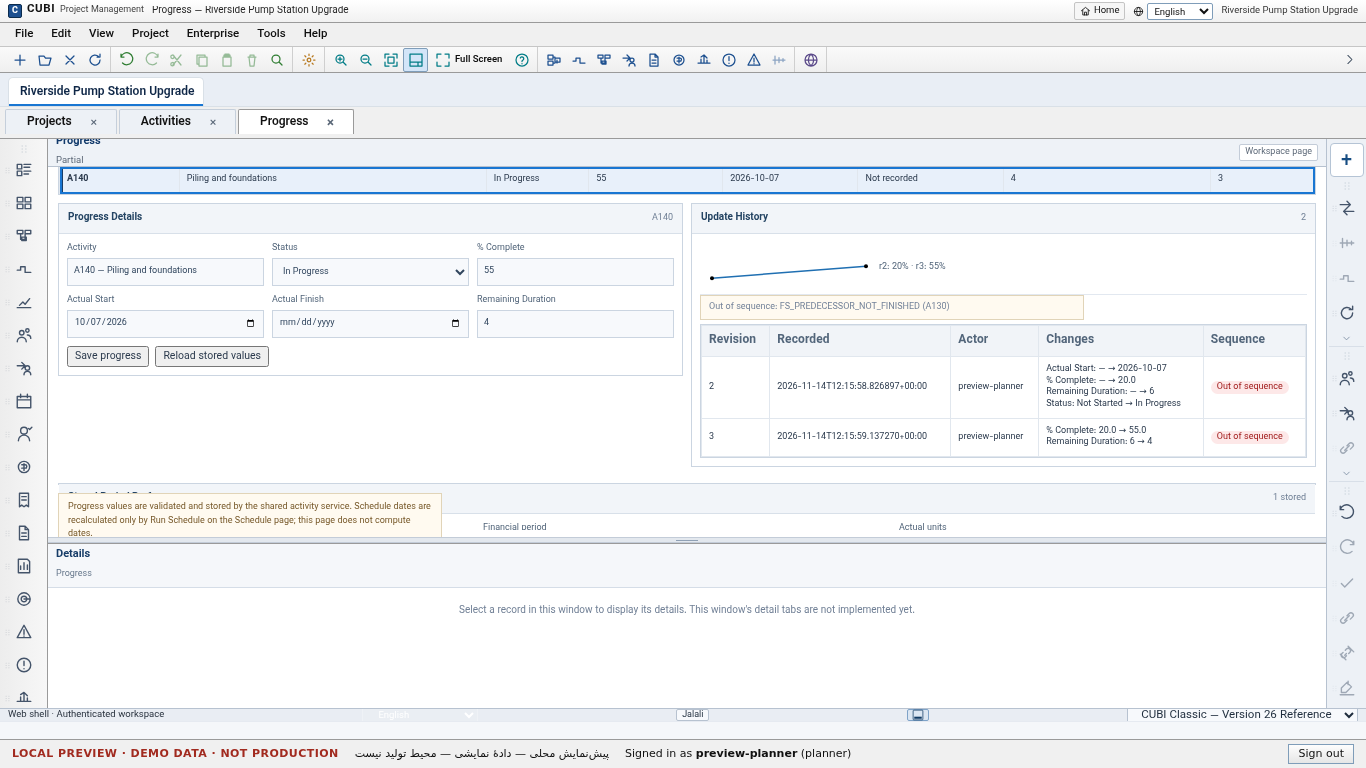 CUBI Project Management Progress — Riverside Pump Station Upgrade
Home English Riverside Pump Station Upgrade
File Edit View Project Enterprise Tools Help
Full Screen
Riverside Pump Station Upgrade
Projects × Activities × Progress ×
Progress
Partial
Workspace page
A140 Piling and foundations In Progress 55 2026-10-07 Not recorded 4 3
Progress Details A140
Activity Status % Complete
A140 — Piling and foundations In Progress 55
Actual Start Actual Finish Remaining Duration
10/07/2026 mm/dd/yyyy 4
Save progress Reload stored values
Update History 2
r2: 20% · r3: 55%
Out of sequence: FS_PREDECESSOR_NOT_FINISHED (A130)
Revision Recorded Actor Changes Sequence
2 2026-11-14T12:15:58.826897+00:00 preview-planner
Actual Start: — → 2026-10-07
% Complete: — → 20.0
Remaining Duration: — → 6
Status: Not Started → In Progress
Out of sequence
3 2026-11-14T12:15:59.137270+00:00 preview-planner
% Complete: 20.0 → 55.0
Remaining Duration: 6 → 4
Out of sequence
1 stored
Progress values are validated and stored by the shared activity service. Schedule dates are
recalculated only by Run Schedule on the Schedule page; this page does not compute
dates.
Financial period Actual units
Details
Progress
Select a record in this window to display its details. This window's detail tabs are not implemented yet.
Web shell · Authenticated workspace English Jalali CUBI Classic — Version 26 Reference
LOCAL PREVIEW · DEMO DATA · NOT PRODUCTION پیش‌نمایش محلی — دادهٔ نمایشی — محیط تولید نیست Signed in as preview-planner (planner) Sign out